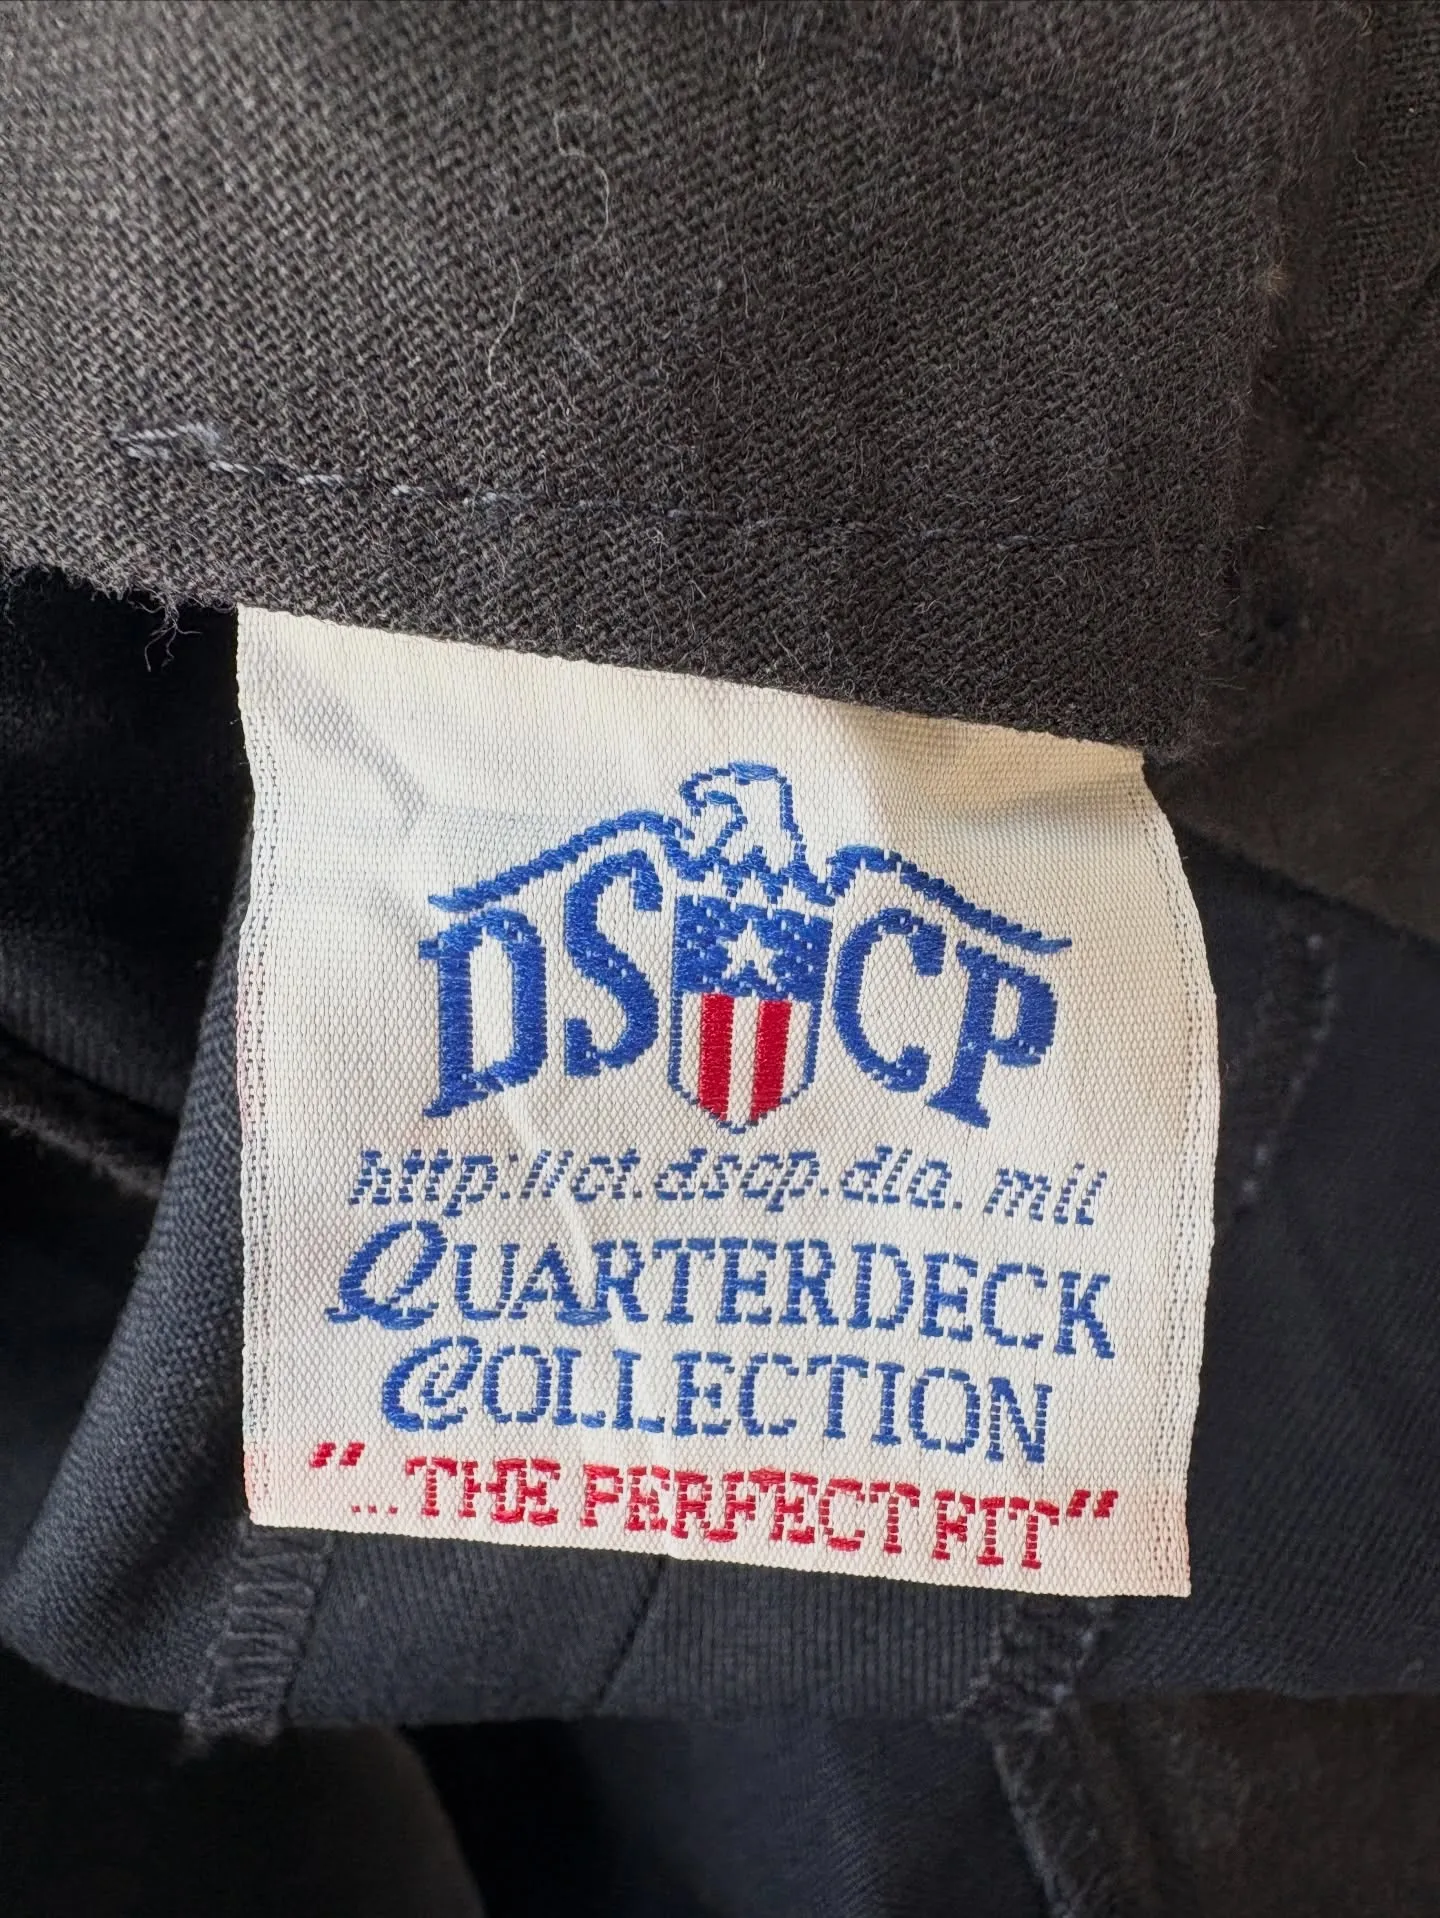 DSCP
http://ct.dscp.dla.mil
QUARTERDECK
COLLECTION
"...THE PERFECT FIT"